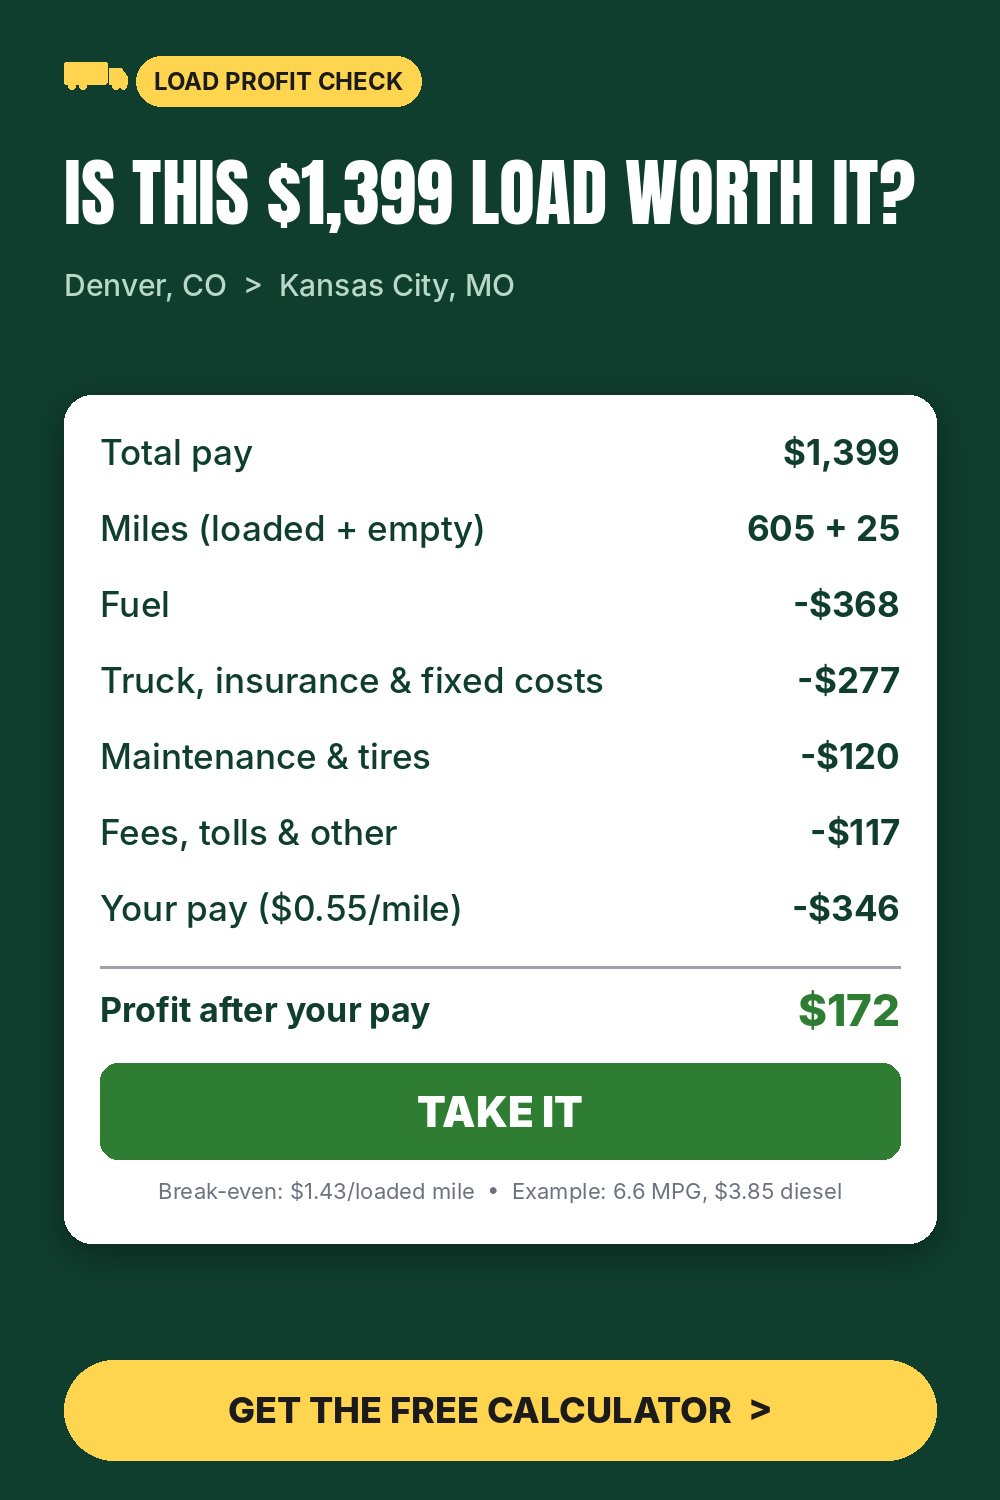 LOAD PROFIT CHECK
IS THIS $1,399 LOAD WORTH IT?
Denver, CO > Kansas City, MO
Total pay $1,399
Miles (loaded + empty) 605 + 25
Fuel -$368
Truck, insurance & fixed costs -$277
Maintenance & tires -$120
Fees, tolls & other -$117
Your pay ($0.55/mile) -$346
Profit after your pay $172
TAKE IT
Break-even: $1.43/loaded mile • Example: 6.6 MPG, $3.85 diesel
GET THE FREE CALCULATOR >